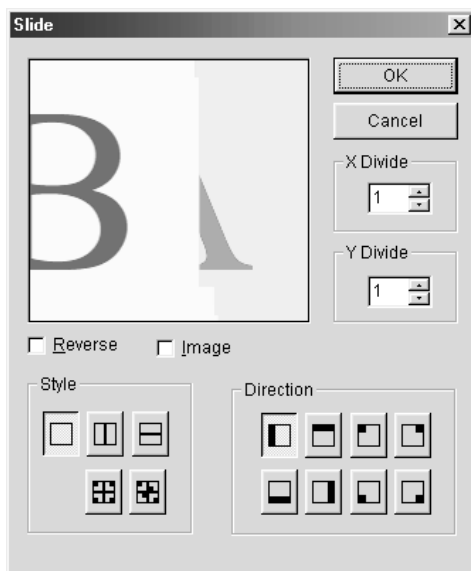 Slide
B A
OK
Cancel
X Divide
1
Y Divide
1
Reverse
Image
Style
Direction